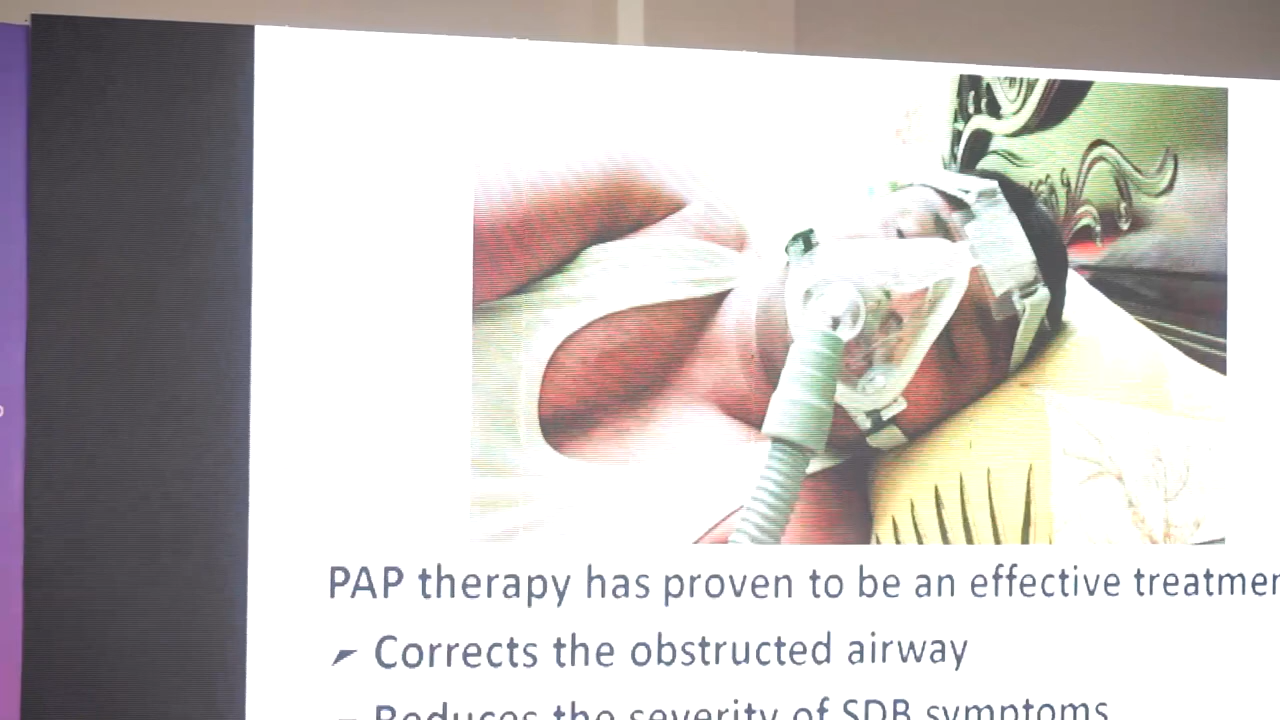 PAP therapy has proven to be an effective treatmen
Corrects the obstructed airway
Reduces the severity of SDB symptoms